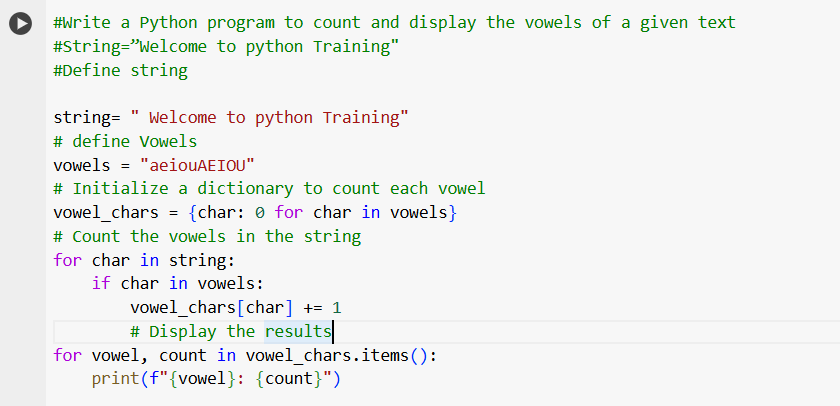 #Write a Python program to count and display the vowels of a given text
#String=”Welcome to python Training"
#Define string
string= " Welcome to python Training"
# define Vowels
vowels = "aeiouAEIOU"
# Initialize a dictionary to count each vowel
vowel_chars = {char: 0 for char in vowels}
# Count the vowels in the string
for char in string:
    if char in vowels:
        vowel_chars[char] += 1
        # Display the results
for vowel, count in vowel_chars.items():
    print(f"{vowel}: {count}")